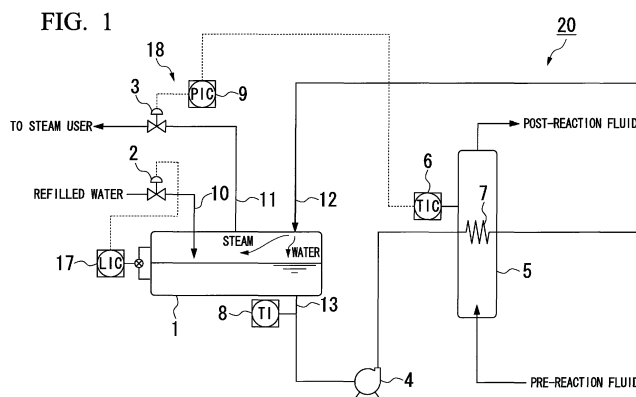 FIG. 1
20
18
3
PIC
9
TO STEAM USER
2
6
POST-REACTION FLUID
REFILLED WATER
10
11
12
TIC
7
STEAM
WATER
17
LIC
5
13
8
TI
1
4
PRE-REACTION FLUID